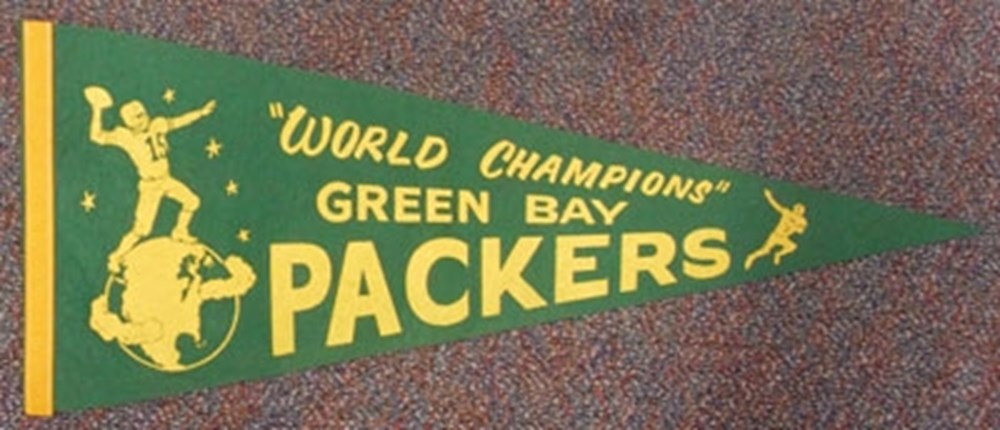 "WORLD CHAMPIONS"
GREEN BAY
PACKERS
15